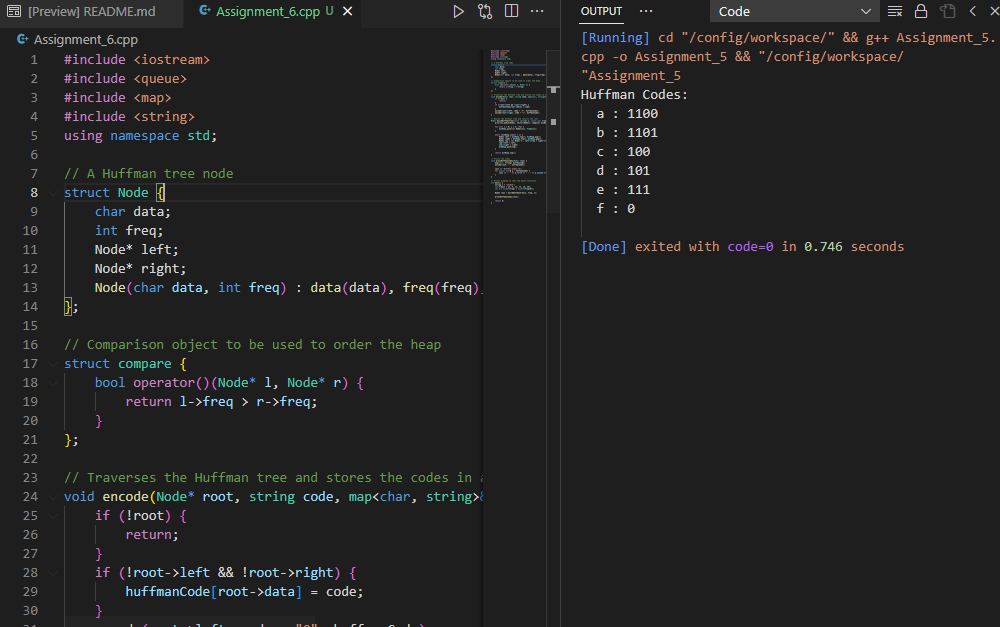 [Preview] README.md
Assignment_6.cpp U
Assignment_6.cpp
1 #include <iostream>
2 #include <queue>
3 #include <map>
4 #include <string>
5 using namespace std;
6
7 // A Huffman tree node
8 struct Node {
9 char data;
10 int freq;
11 Node* left;
12 Node* right;
13 Node(char data, int freq) : data(data), freq(freq)
14 };
15
16 // Comparison object to be used to order the heap
17 struct compare {
18 bool operator()(Node* l, Node* r) {
19 return l->freq > r->freq;
20 }
21 };
22
23 // Traverses the Huffman tree and stores the codes in
24 void encode(Node* root, string code, map<char, string>&
25 if (!root) {
26 return;
27 }
28 if (!root->left && !root->right) {
29 huffmanCode[root->data] = code;
30 }
OUTPUT
Code
[Running] cd "/config/workspace/" && g++ Assignment_5.
cpp -o Assignment_5 && "/config/workspace/
"Assignment_5
Huffman Codes:
a : 1100
b : 1101
c : 100
d : 101
e : 111
f : 0
[Done] exited with code=0 in 0.746 seconds